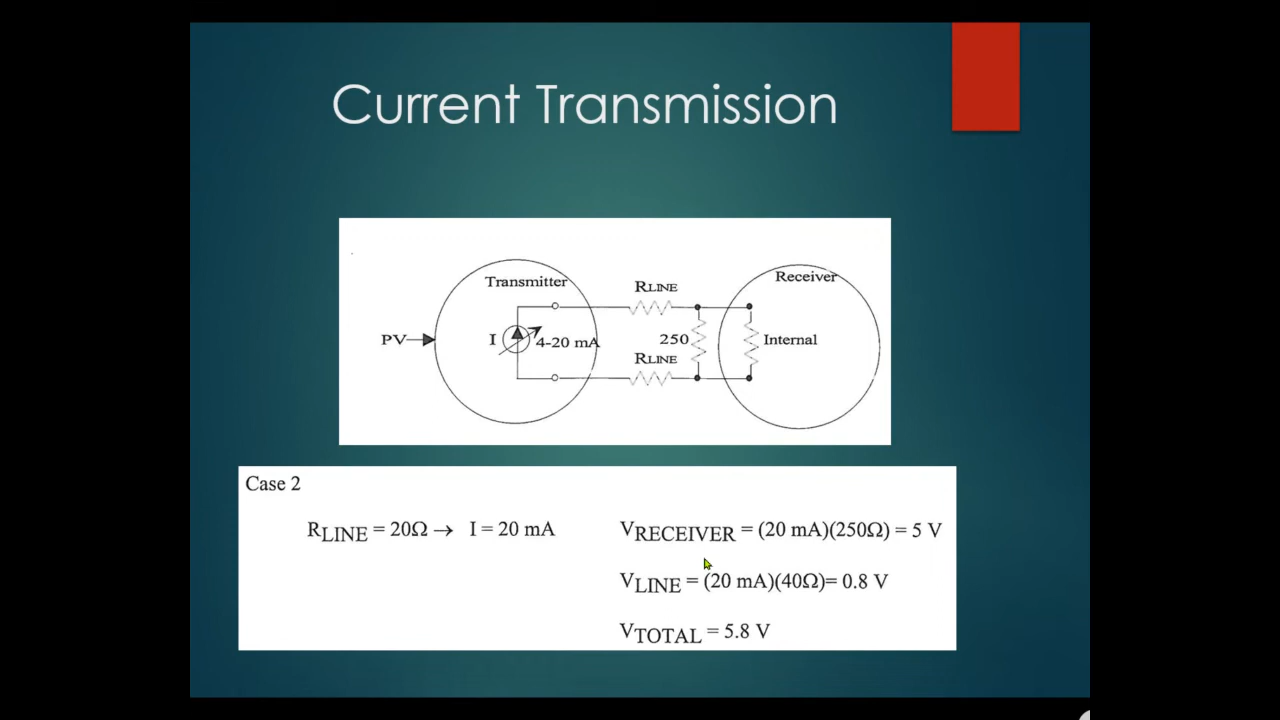 Current Transmission
Transmitter
Receiver
RLINE
PV
I
4-20 mA
250
Internal
RLINE
Case 2
RLINE = 20Ω → I = 20 mA
VRECEIVER = (20 mA)(250Ω) = 5 V
VLINE = (20 mA)(40Ω)= 0.8 V
VTOTAL = 5.8 V